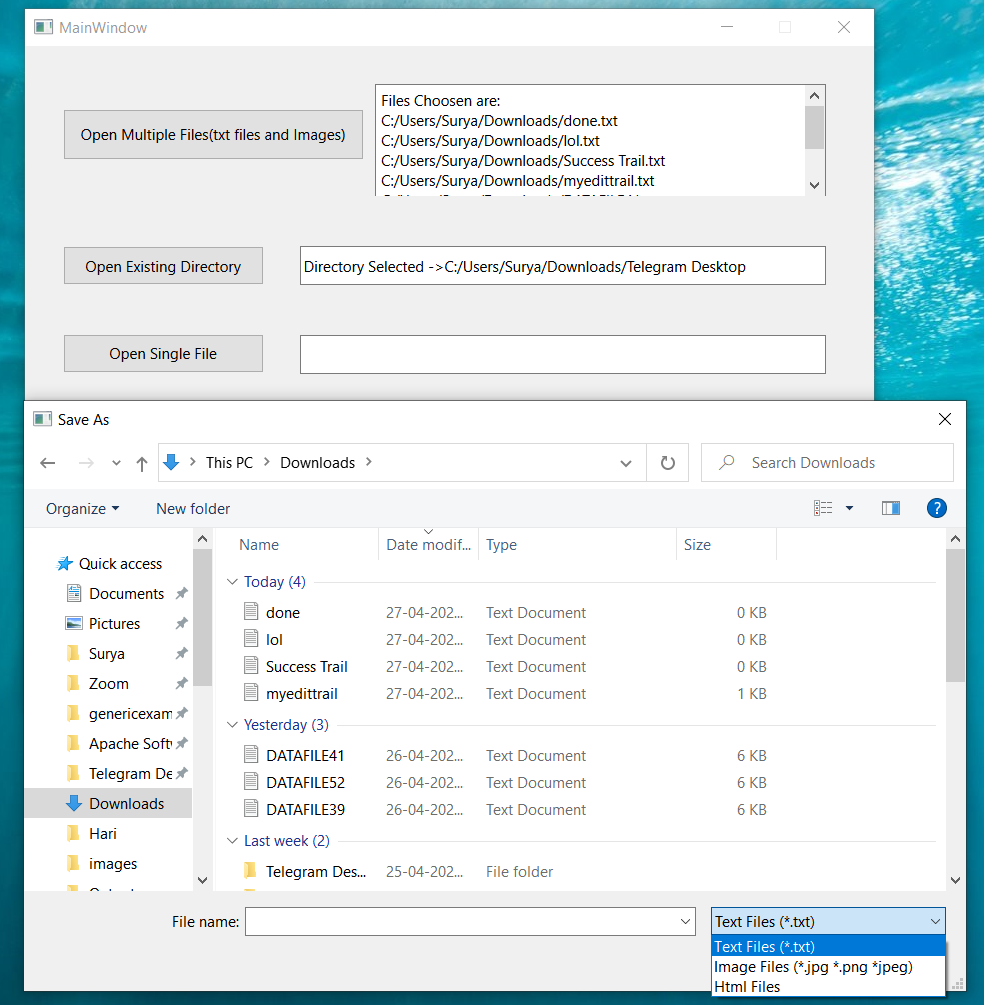 MainWindow
Open Multiple Files(txt files and Images)
Files Choosen are:
C:/Users/Surya/Downloads/done.txt
C:/Users/Surya/Downloads/lol.txt
C:/Users/Surya/Downloads/Success Trail.txt
C:/Users/Surya/Downloads/myedittrail.txt
Open Existing Directory
Directory Selected ->C:/Users/Surya/Downloads/Telegram Desktop
Open Single File
Save As
This PC > Downloads >
Search Downloads
Organize
New folder
?
Quick access
Documents
Pictures
Surya
Zoom
genericexam
Apache Soft
Telegram De
Downloads
Hari
images
Name Date modif... Type Size
Today (4)
done 27-04-202... Text Document 0 KB
lol 27-04-202... Text Document 0 KB
Success Trail 27-04-202... Text Document 0 KB
myedittrail 27-04-202... Text Document 1 KB
Yesterday (3)
DATAFILE41 26-04-202... Text Document 6 KB
DATAFILE52 26-04-202... Text Document 6 KB
DATAFILE39 26-04-202... Text Document 6 KB
Last week (2)
Telegram Des... 25-04-202... File folder
File name:
Text Files (*.txt)
Text Files (*.txt)
Image Files (*.jpg *.png *jpeg)
Html Files